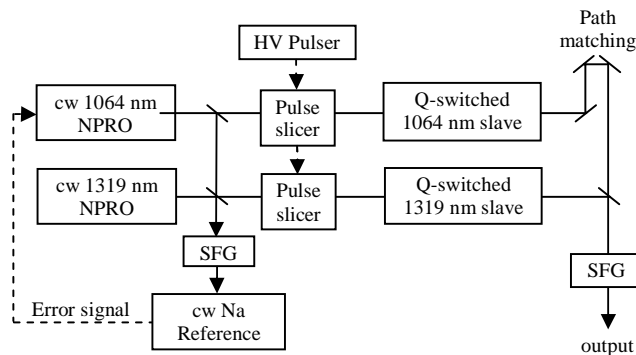 Path
matching
HV Pulser
cw 1064 nm
NPRO
Pulse
slicer
Q-switched
1064 nm slave
cw 1319 nm
NPRO
Pulse
slicer
Q-switched
1319 nm slave
SFG
SFG
Error signal
cw Na
Reference
output